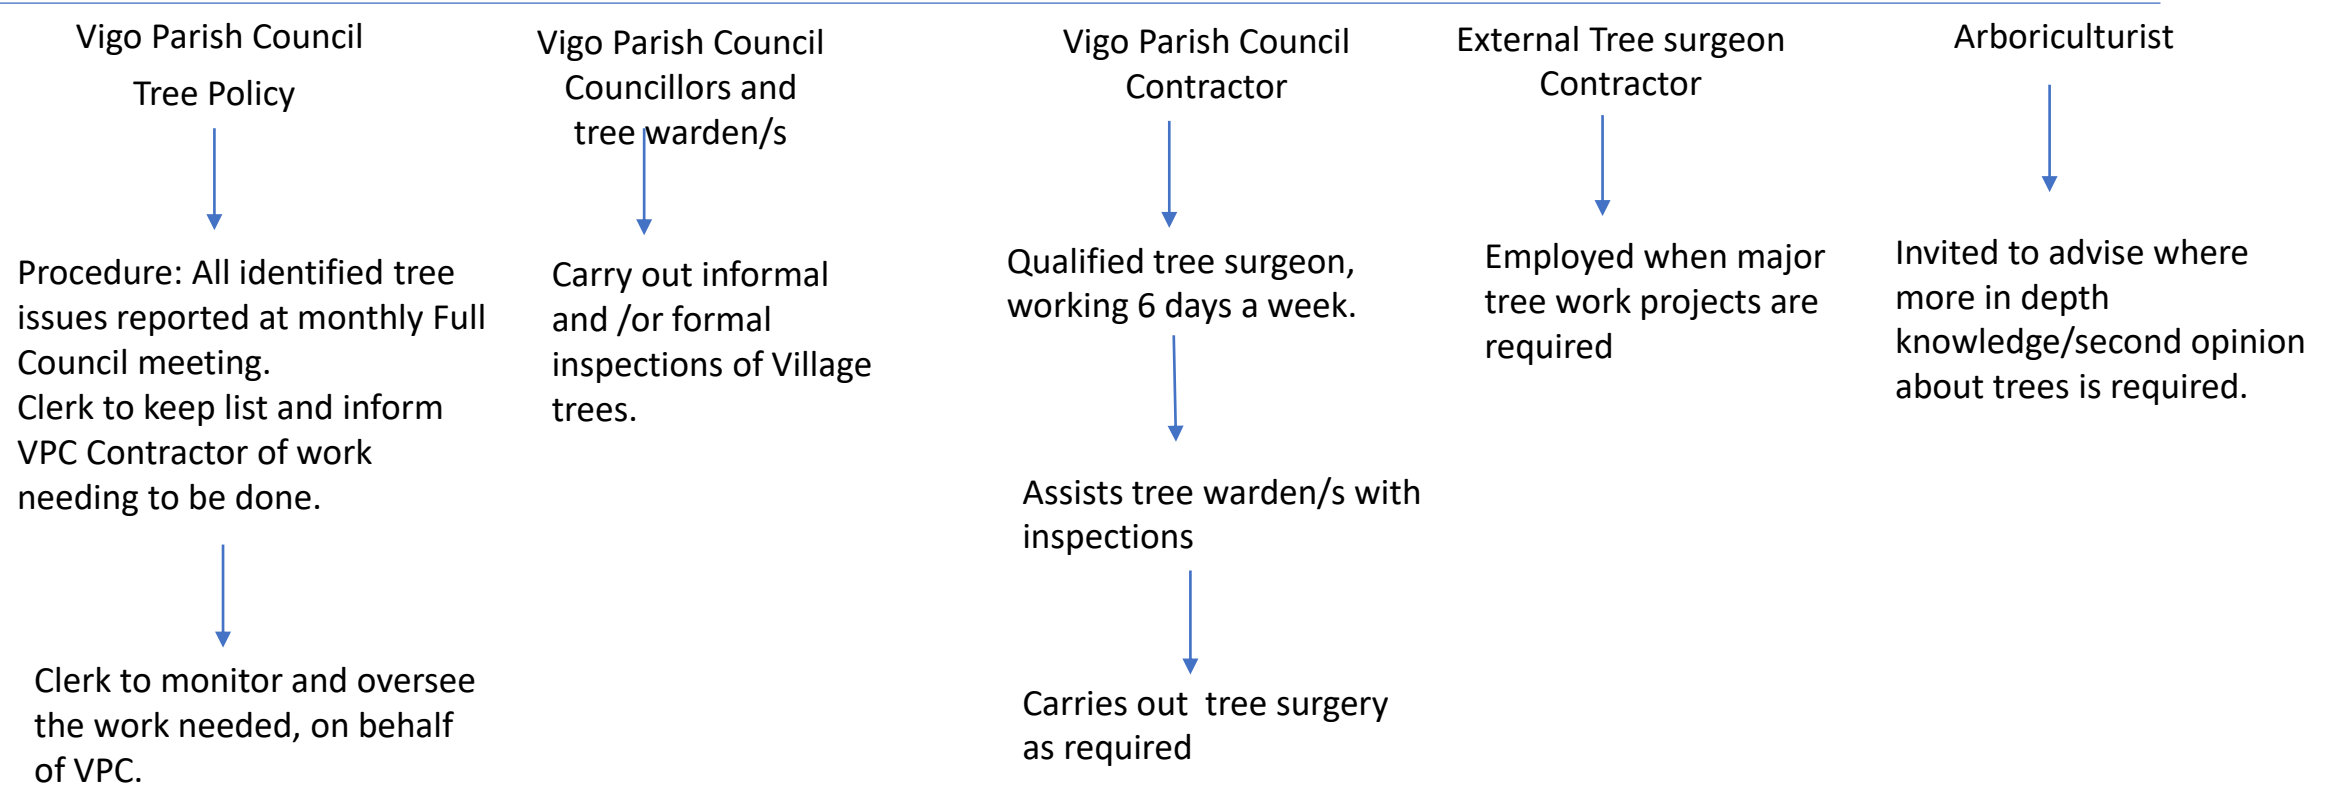 Vigo Parish Council
Tree Policy
Procedure: All identified tree
issues reported at monthly Full
Council meeting.
Clerk to keep list and inform
VPC Contractor of work
needing to be done.
Clerk to monitor and oversee
the work needed, on behalf
of VPC.
Vigo Parish Council
Councillors and
tree warden/s
Carry out informal
and /or formal
inspections of Village
trees.
Vigo Parish Council
Contractor
Qualified tree surgeon,
working 6 days a week.
Assists tree warden/s with
inspections
Carries out  tree surgery
as required
External Tree surgeon
Contractor
Employed when major
tree work projects are
required
Arboriculturist
Invited to advise where
more in depth
knowledge/second opinion
about trees is required.